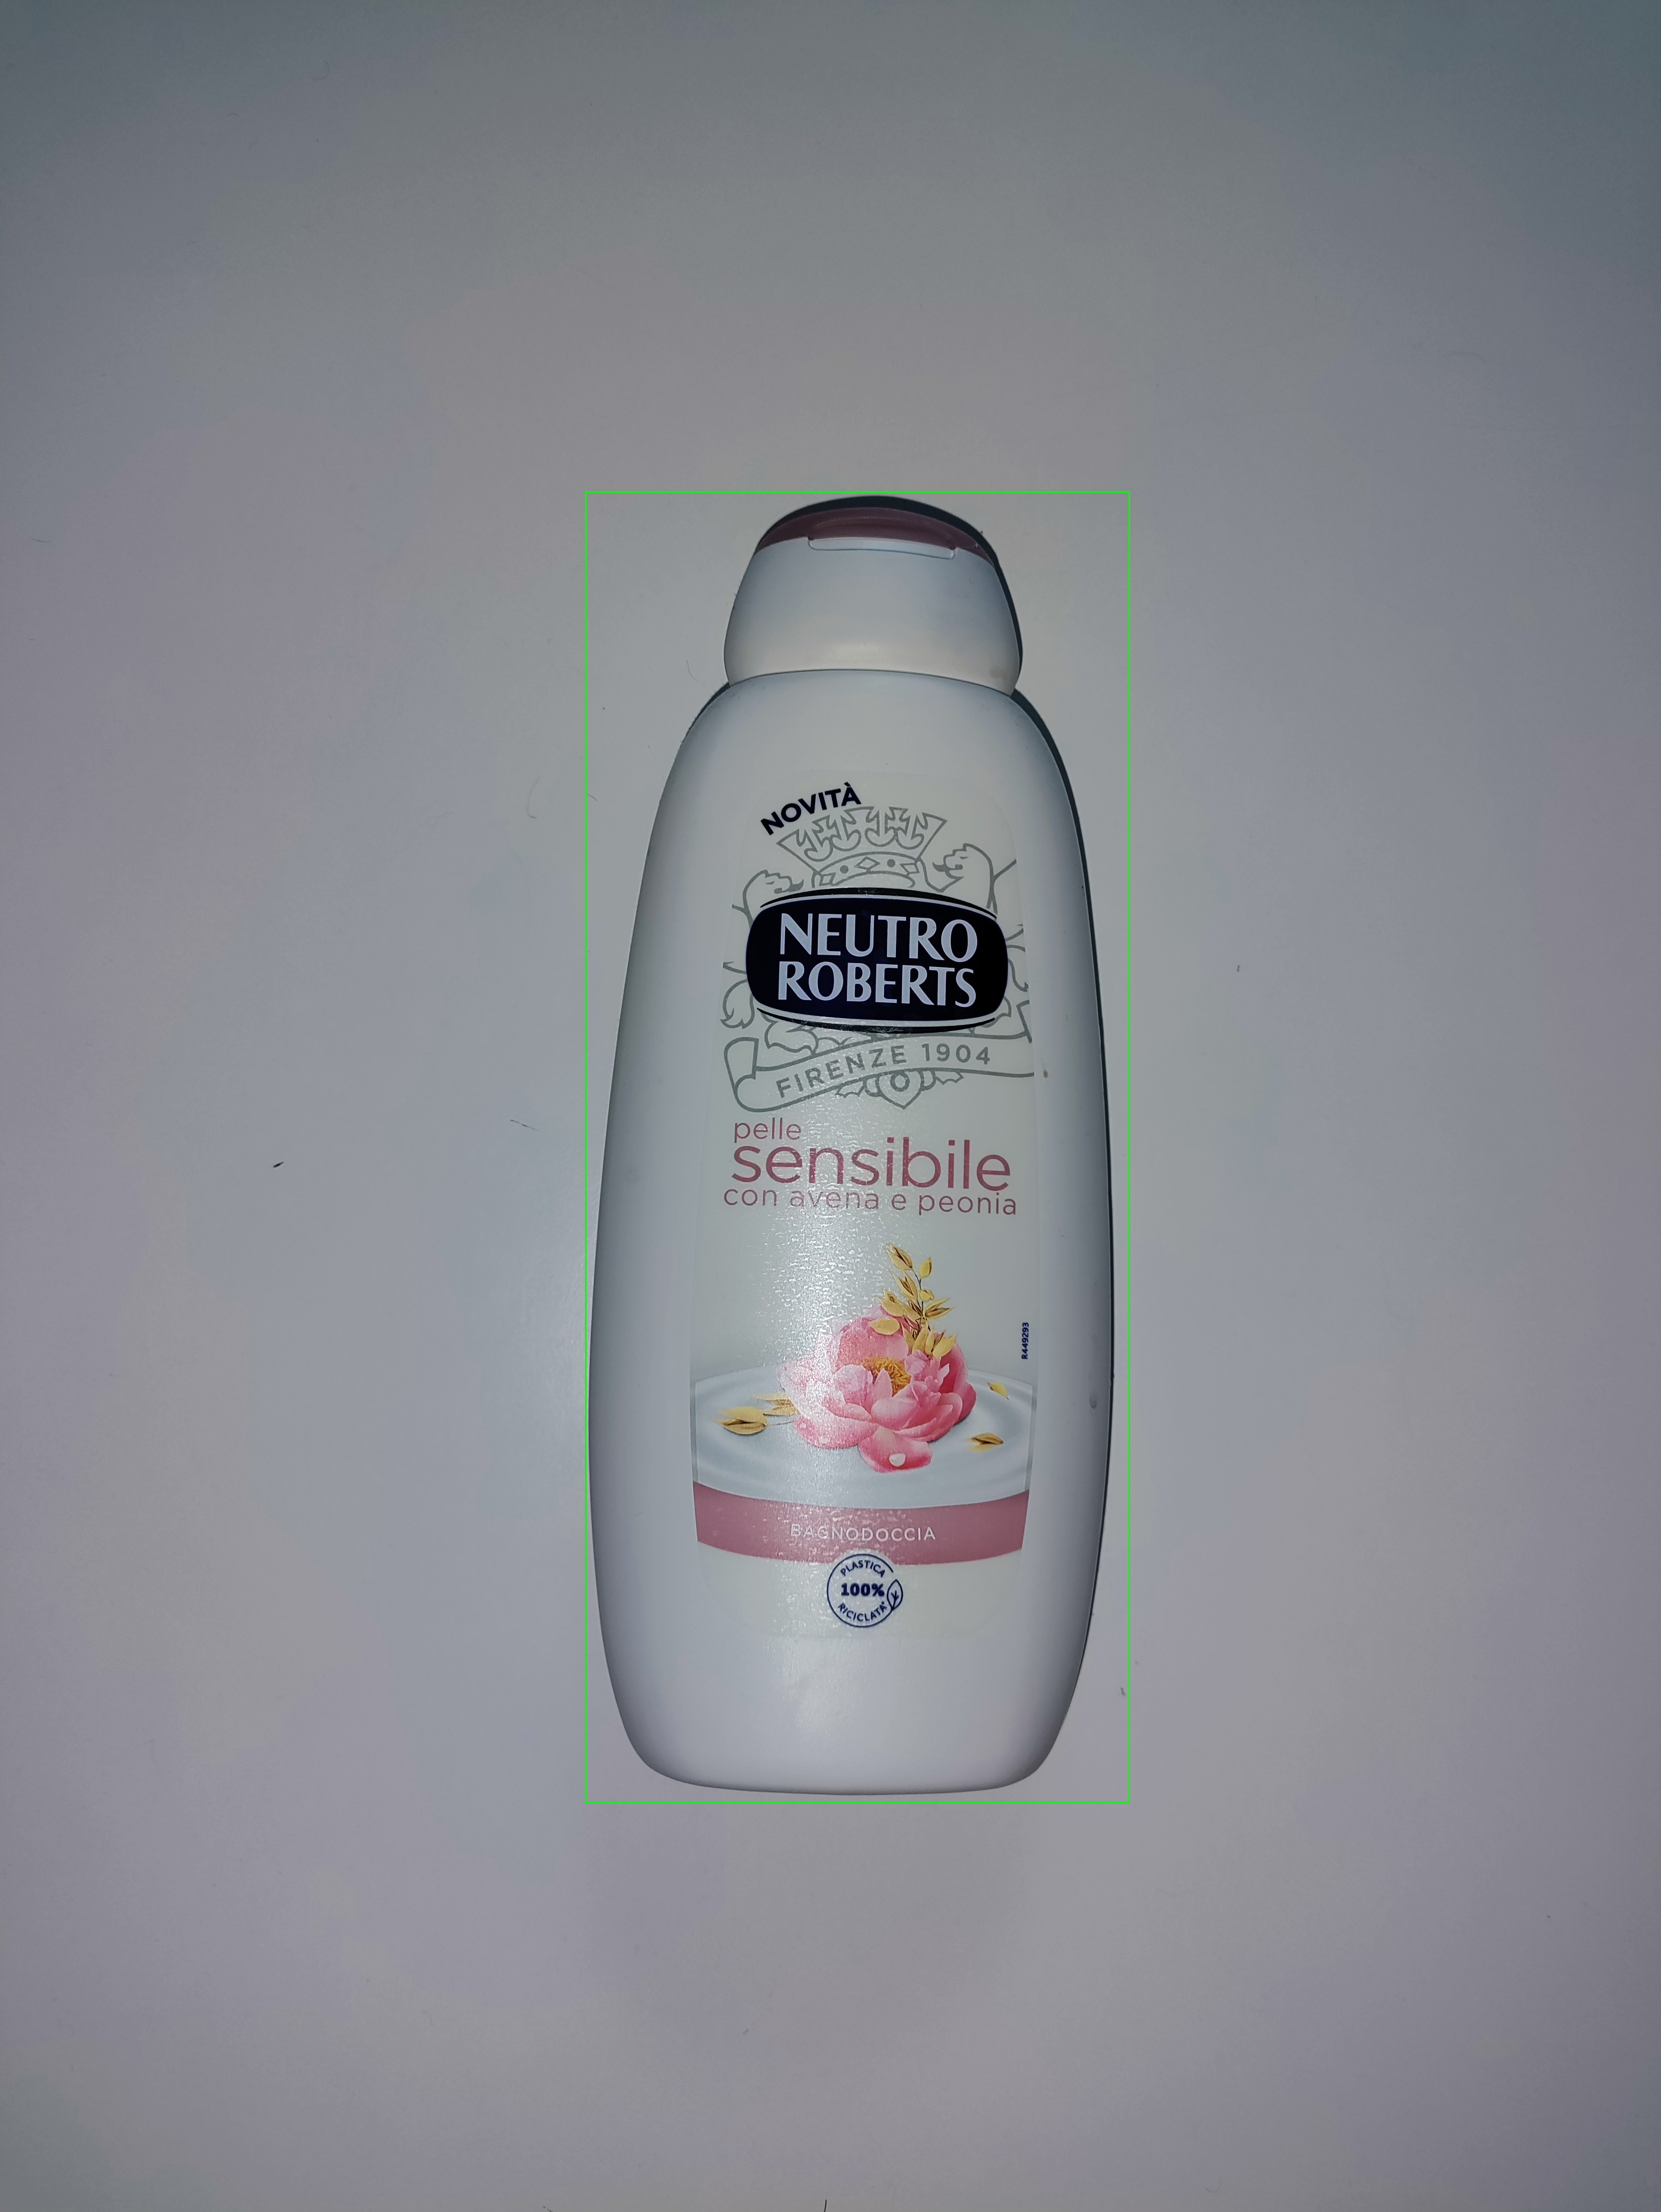 NOVITÀ
NEUTRO
ROBERTS
FIRENZE 1904
pelle
sensibile
con avena e peonia
R449293
BAGNODOCCIA
PLASTICA
100%
RICICLATA*